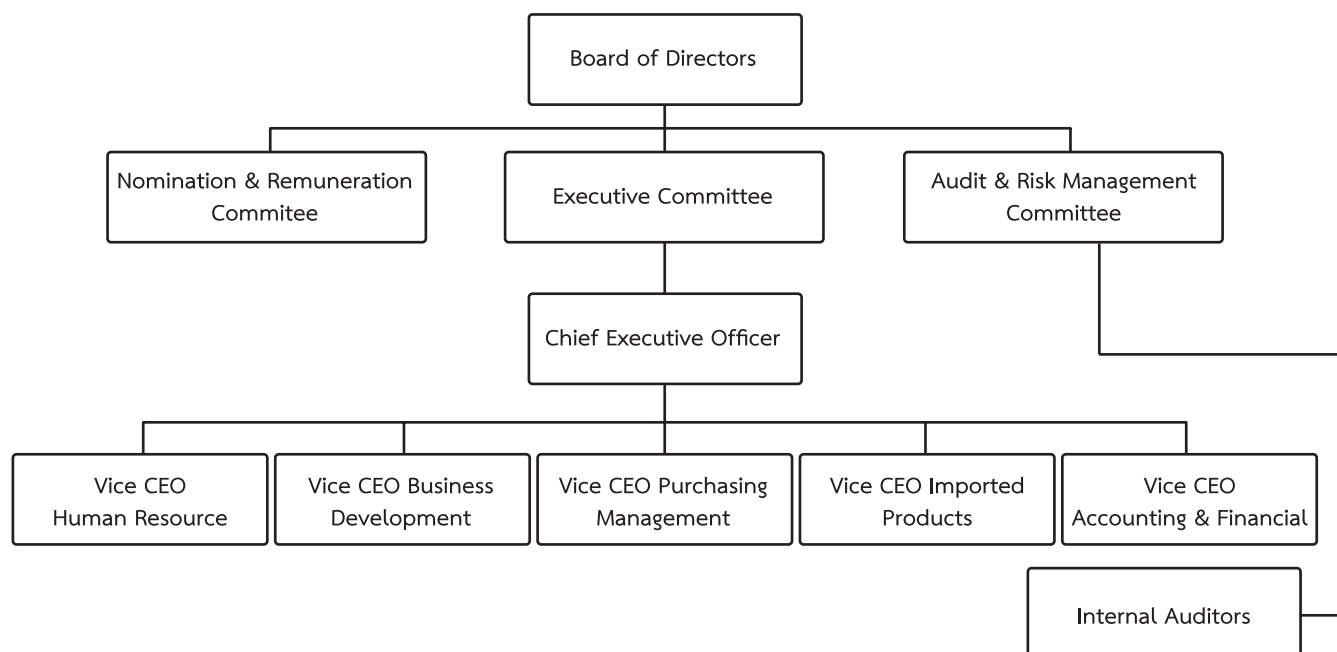 Board of Directors
Nomination & Remuneration
Commitee
Executive Committee
Audit & Risk Management
Committee
Chief Executive Officer
Vice CEO
Human Resource
Vice CEO Business
Development
Vice CEO Purchasing
Management
Vice CEO Imported
Products
Vice CEO
Accounting & Financial
Internal Auditors